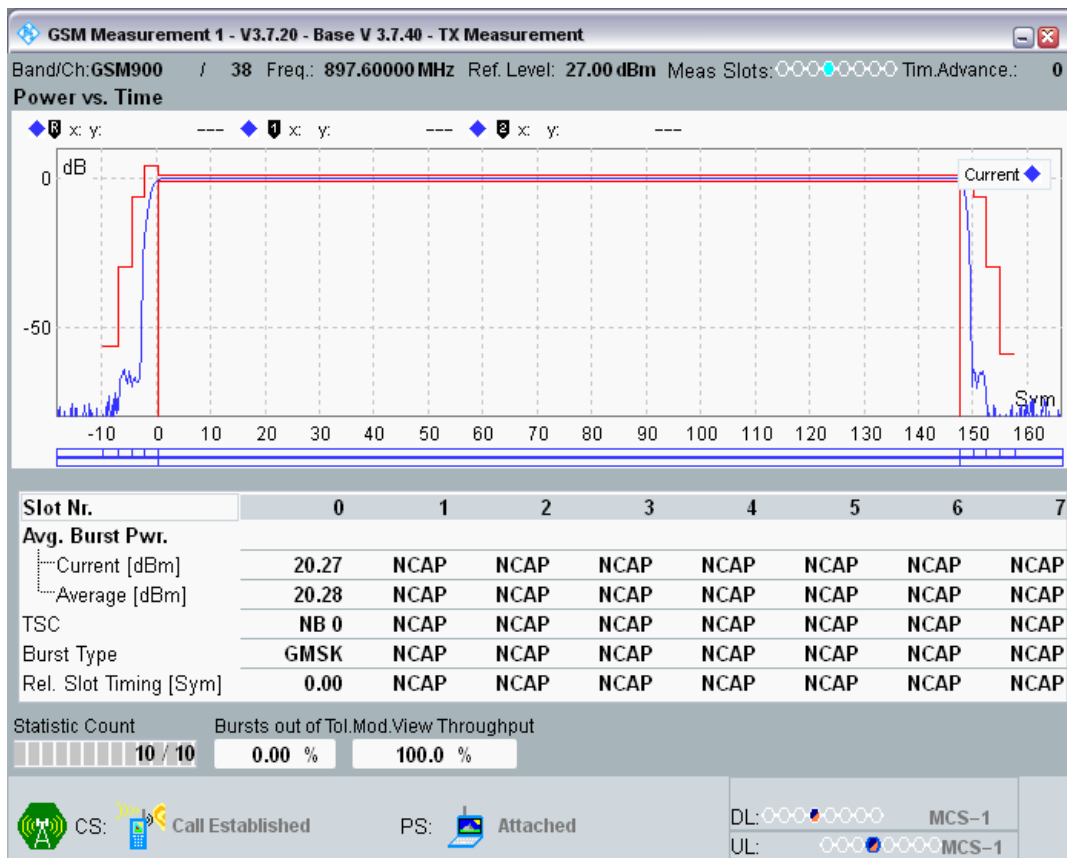 GSM Measurement 1 - V3.7.20 - Base V 3.7.40 - TX Measurement
Band/Ch:GSM900 / 38 Freq.: 897.60000 MHz Ref. Level: 27.00 dBm Meas Slots: Tim.Advance.: 0
Power vs. Time
R x: y: --- 1 x: y: --- 2 x: y: ---
dB
0
Current
-50
Sym
-10 0 10 20 30 40 50 60 70 80 90 100 110 120 130 140 150 160
Slot Nr. 0 1 2 3 4 5 6 7
Avg. Burst Pwr.
Current [dBm] 20.27 NCAP NCAP NCAP NCAP NCAP NCAP NCAP
Average [dBm] 20.28 NCAP NCAP NCAP NCAP NCAP NCAP NCAP
TSC NB 0 NCAP NCAP NCAP NCAP NCAP NCAP NCAP
Burst Type GMSK NCAP NCAP NCAP NCAP NCAP NCAP NCAP
Rel. Slot Timing [Sym] 0.00 NCAP NCAP NCAP NCAP NCAP NCAP NCAP
Statistic Count Bursts out of Tol.Mod.View Throughput
10 / 10 0.00 % 100.0 %
CS: Call Established PS: Attached
DL: MCS-1
UL: MCS-1